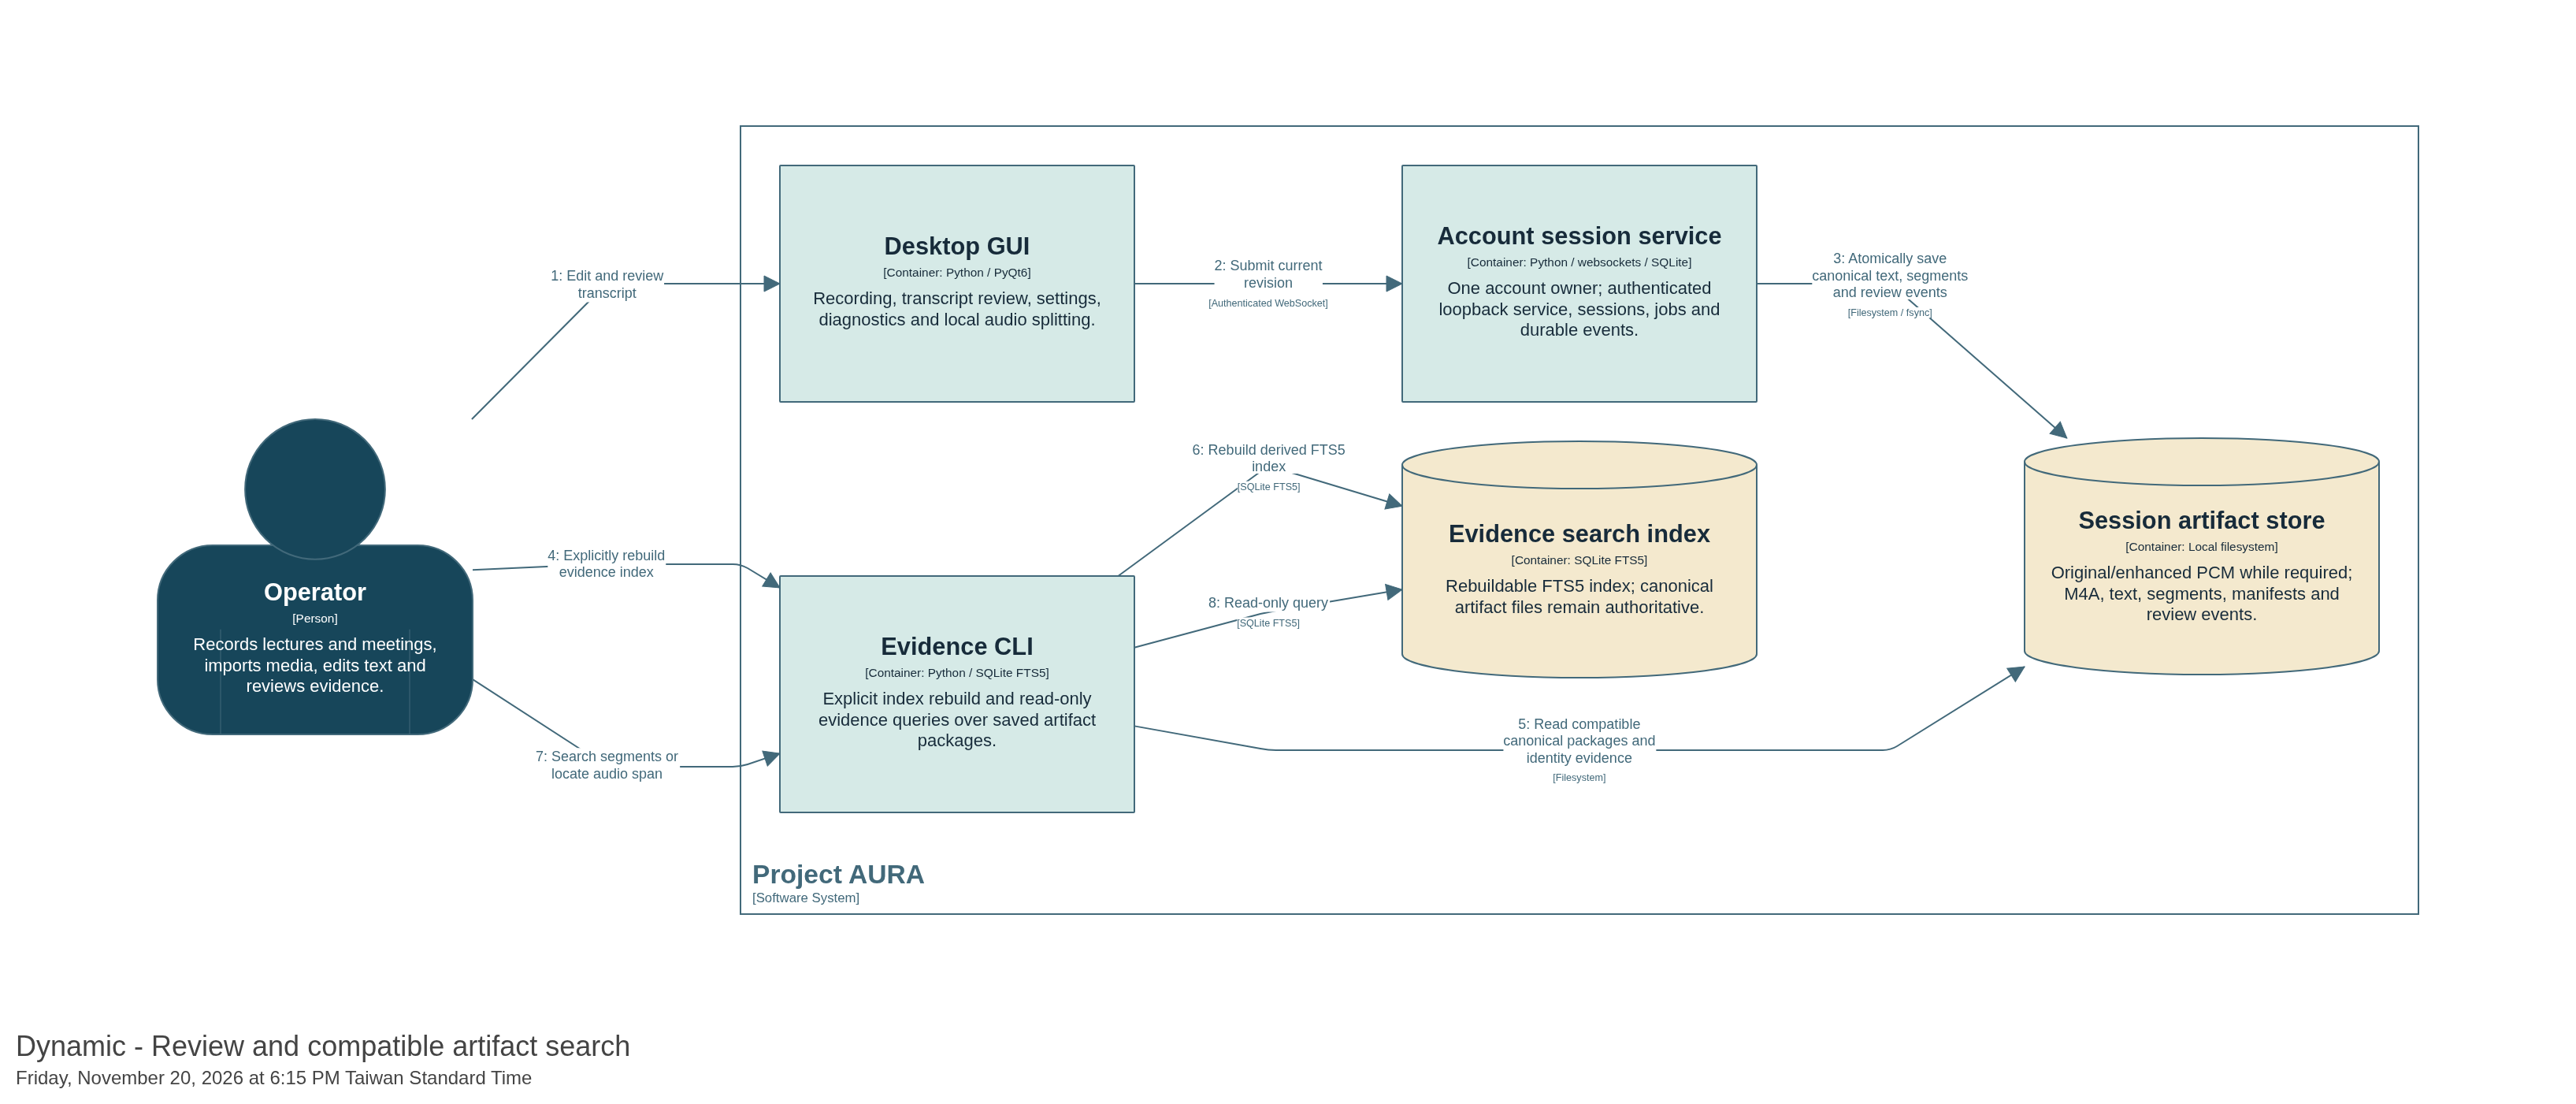 Desktop GUI
[Container: Python / PyQt6]
Recording, transcript review, settings,
diagnostics and local audio splitting.
Account session service
[Container: Python / websockets / SQLite]
One account owner; authenticated
loopback service, sessions, jobs and
durable events.
1: Edit and review
transcript
2: Submit current
revision
[Authenticated WebSocket]
3: Atomically save
canonical text, segments
and review events
[Filesystem / fsync]
Operator
[Person]
Records lectures and meetings,
imports media, edits text and
reviews evidence.
4: Explicitly rebuild
evidence index
7: Search segments or
locate audio span
Evidence CLI
[Container: Python / SQLite FTS5]
Explicit index rebuild and read-only
evidence queries over saved artifact
packages.
6: Rebuild derived FTS5
index
[SQLite FTS5]
8: Read-only query
[SQLite FTS5]
Evidence search index
[Container: SQLite FTS5]
Rebuildable FTS5 index; canonical
artifact files remain authoritative.
Session artifact store
[Container: Local filesystem]
Original/enhanced PCM while required;
M4A, text, segments, manifests and
review events.
5: Read compatible
canonical packages and
identity evidence
[Filesystem]
Project AURA
[Software System]
Dynamic - Review and compatible artifact search
Friday, November 20, 2026 at 6:15 PM Taiwan Standard Time